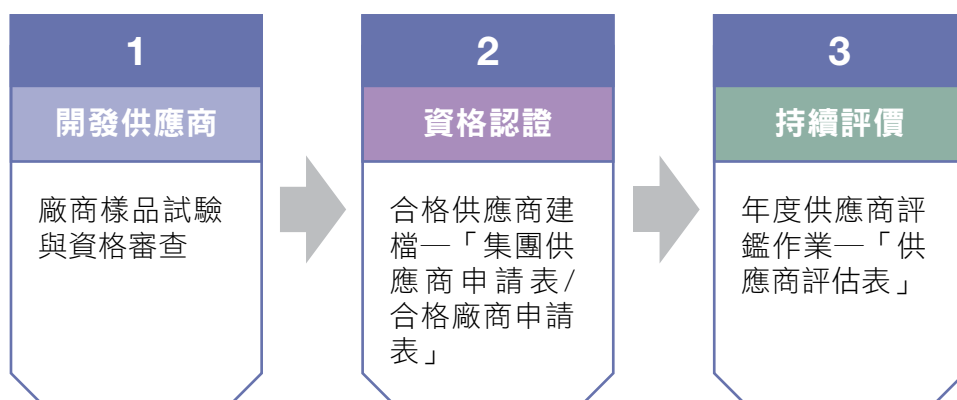 1
開發供應商
廠商樣品試驗
與資格審查
2
資格認證
合格供應商建
檔—「集團供
應商申請表/
合格廠商申請
表」
3
持續評價
年度供應商評
鑑作業—「供
應商評估表」